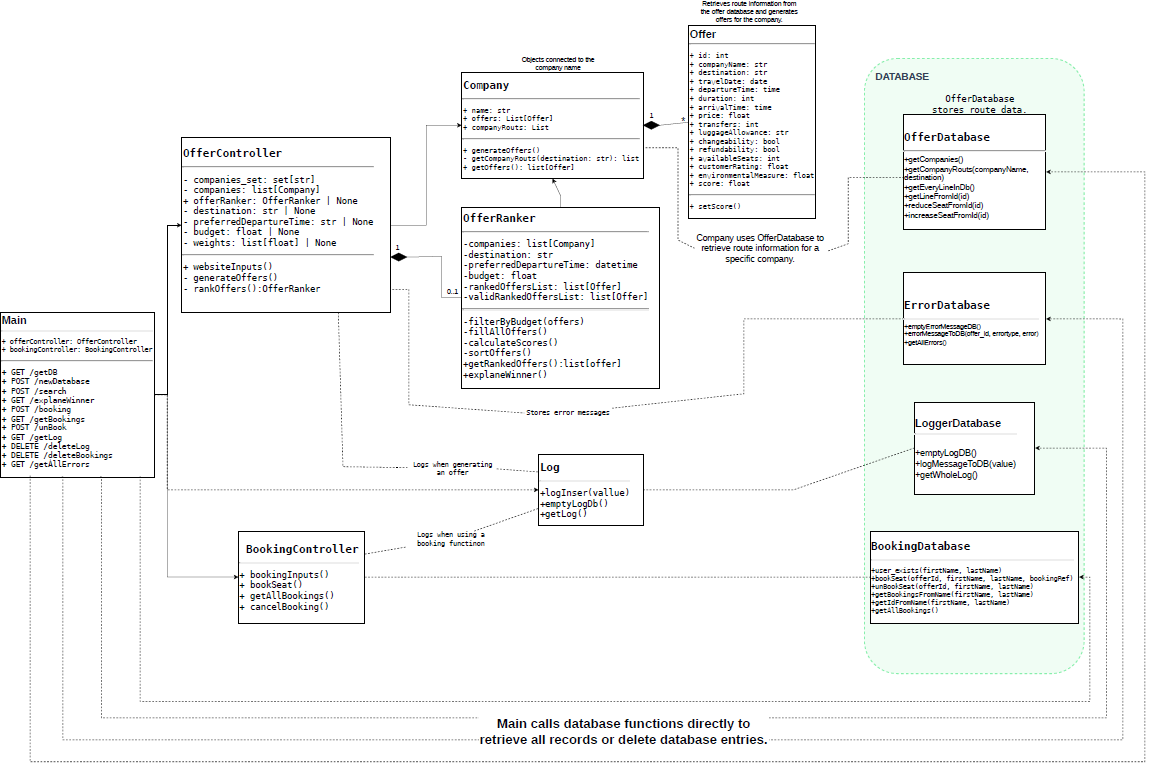 Retrieves route information from
the offer database and generates
offers for the company.
Offer
+ id: int
+ companyName: str
+ destination: str
+ travelDate: date
+ departureTime: time
+ duration: int
+ arrivalTime: time
+ price: float
+ transfers: int
+ luggageAllowance: str
+ changeability: bool
+ refundability: bool
+ availableSeats: int
+ customerRating: float
+ environmentalMeasure: float
+ score: float
+ setScore()
Objects connected to the
company name
Company
+ name: str
+ offers: List[Offer]
+ companyRouts: List
+ generateOffers()
- getCompanyRouts(destination: str): list
+ getOffers(): list[Offer]
1
*
DATABASE
OfferDatabase
stores route data.
OfferDatabase
+getCompanies()
+getCompanyRouts(companyName,
destination)
+getEveryLineInDb()
+getLineFromId(id)
+reduceSeatFromId(id)
+increaseSeatFromId(id)
OfferController
- companies_set: set[str]
- companies: list[Company]
+ offerRanker: OfferRanker | None
- destination: str | None
- preferredDepartureTime: str | None
- budget: float | None
- weights: list[float] | None
+ websiteInputs()
- generateOffers()
- rankOffers():OfferRanker
1
0..1
OfferRanker
-companies: list[Company]
-destination: str
-preferredDepartureTime: datetime
-budget: float
-rankedOffersList: list[Offer]
-validRankedOffersList: list[Offer]
-filterByBudget(offers)
-fillAllOffers()
-calculateScores()
-sortOffers()
+getRankedOffers():list[offer]
+explaneWinner()
Company uses OfferDatabase to
retrieve route information for a
specific company.
ErrorDatabase
+emptyErrorMessageDB()
+errorMessageToDB(offer_id, errortype, error)
+getAllErrors()
Main
+ offerController: OfferController
+ bookingController: BookingController
+ GET /getDB
+ POST /newDatabase
+ POST /search
+ GET /explaneWinner
+ POST /booking
+ GET /getBookings
+ POST /unBook
+ GET /getLog
+ DELETE /deleteLog
+ DELETE /deleteBookings
+ GET /getAllErrors
Stores error messages
LoggerDatabase
+emptyLogDB()
+logMessageToDB(value)
+getWholeLog()
Logs when generating
an offer
Log
+logInser(vallue)
+emptyLogDb()
+getLog()
Logs when using a
booking functinon
BookingController
+ bookingInputs()
+ bookSeat()
+ getAllBookings()
+ cancelBooking()
BookingDatabase
+user_exists(firstName, lastName)
+bookSeat(offerId, firstName, lastName, bookingRef)
+unBookSeat(offerId, firstName, lastName)
+getBookingsFromName(firstName, lastName)
+getIdFromName(firstName, lastName)
+getAllBookings()
Main calls database functions directly to
retrieve all records or delete database entries.